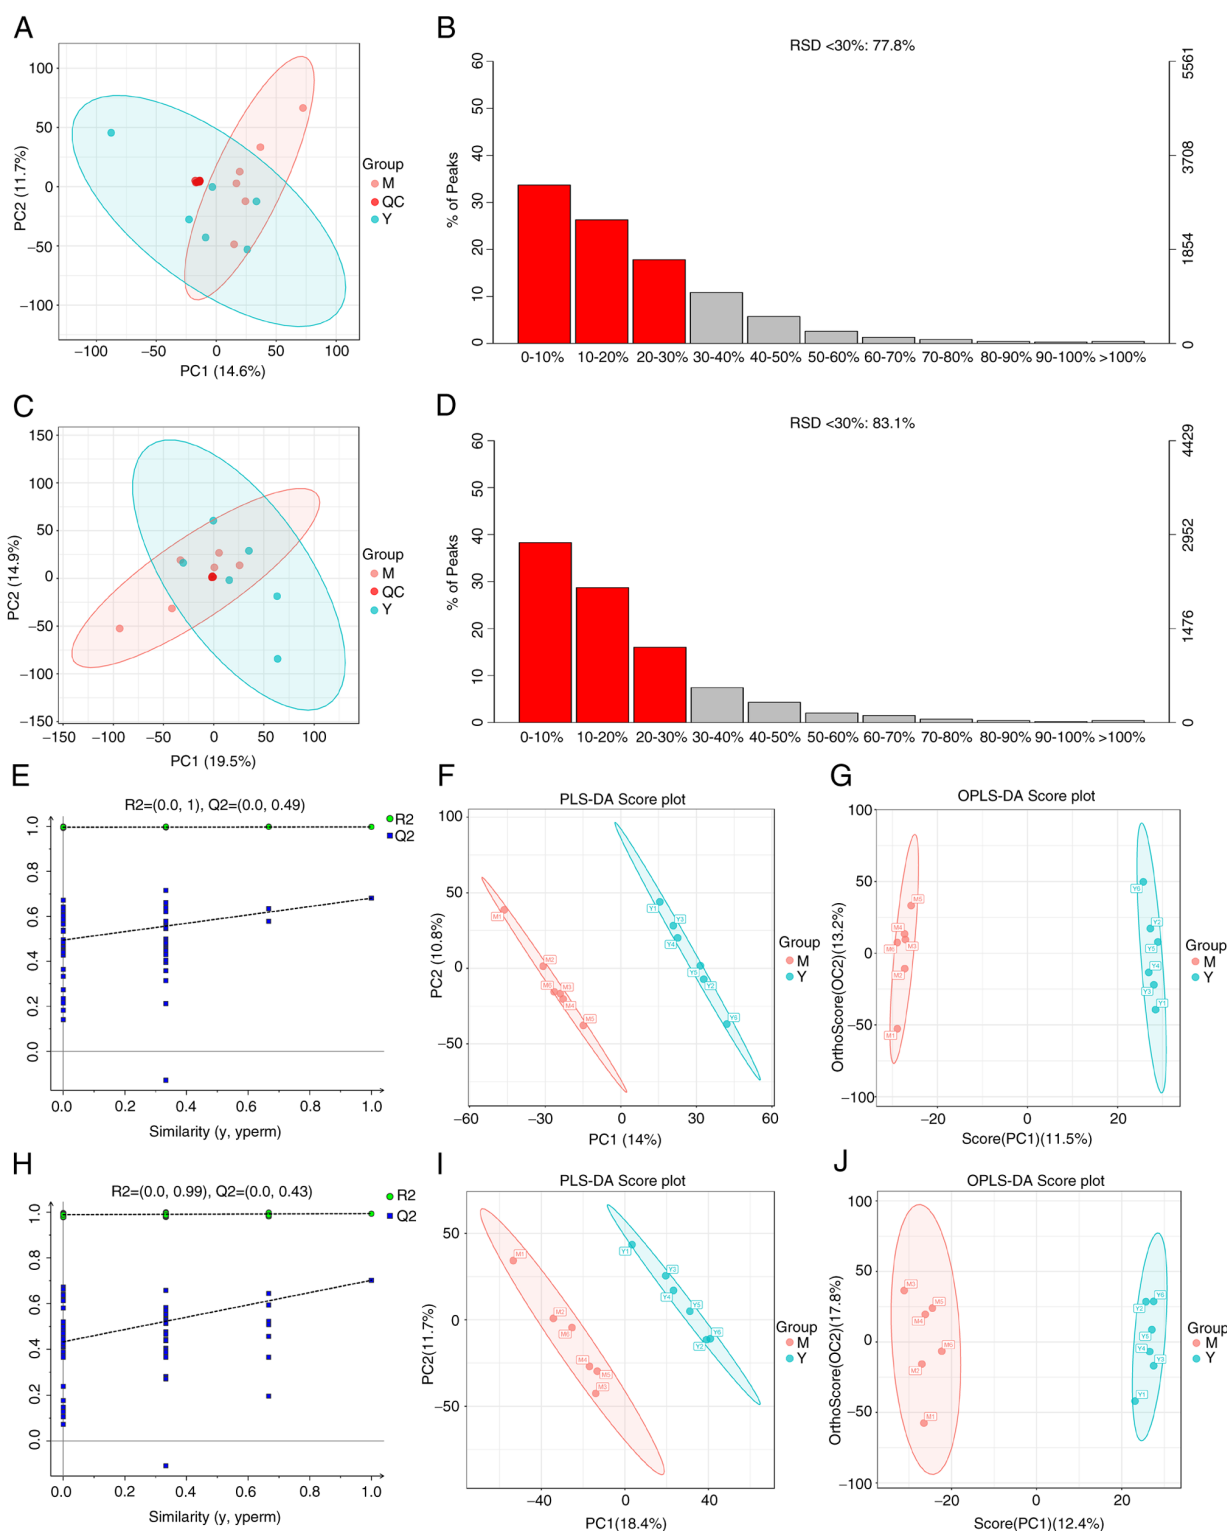 A
PC2 (11.7%)
100
50
0
−50
−100
−100
−50
0
50
100
PC1 (14.6%)
Group
M
QC
Y
B
RSD <30%: 77.8%
% of Peaks
60
50
40
30
20
10
0
5561
3708
1854
0
0-10%
10-20%
20-30%
30-40%
40-50%
50-60%
60-70%
70-80%
80-90%
90-100%
>100%
C
PC2 (14.9%)
150
100
50
0
−50
−100
−150
−150
−100
−50
0
50
100
PC1 (19.5%)
Group
M
QC
Y
D
RSD <30%: 83.1%
% of Peaks
60
50
40
30
20
10
0
4429
2952
1476
0
0-10%
10-20%
20-30%
30-40%
40-50%
50-60%
60-70%
70-80%
80-90%
90-100%
>100%
E
R2=(0.0, 1), Q2=(0.0, 0.49)
R2
Q2
1.0
0.8
0.6
0.4
0.2
0.0
0.0
0.2
0.4
0.6
0.8
1.0
Similarity (y, yperm)
F
PLS-DA Score plot
PC2 (10.8%)
100
50
0
−50
−60
−30
0
30
60
PC1 (14%)
M1
M2
M6
M3
M4
M5
Y1
Y3
Y4
Y5
Y2
Y6
Group
M
Y
G
OPLS-DA Score plot
OrthoScore(OC2)(13.2%)
100
50
0
−50
−100
−20
0
20
Score(PC1)(11.5%)
M5
M4
M6
M3
M2
M1
Y6
Y2
Y5
Y4
Y3
Y1
Group
M
Y
H
R2=(0.0, 0.99), Q2=(0.0, 0.43)
R2
Q2
1.0
0.8
0.6
0.4
0.2
0.0
0.0
0.2
0.4
0.6
0.8
1.0
Similarity (y, yperm)
I
PLS-DA Score plot
PC2(11.7%)
50
0
−50
−40
0
40
PC1(18.4%)
M1
M2
M6
M4
M5
M3
Y1
Y3
Y4
Y5
Y6
Y2
Group
M
Y
J
OPLS-DA Score plot
OrthoScore(OC2)(17.8%)
100
50
0
−50
−100
−20
0
20
Score(PC1)(12.4%)
M3
M5
M4
M6
M2
M1
Y6
Y2
Y5
Y4
Y3
Y1
Group
M
Y